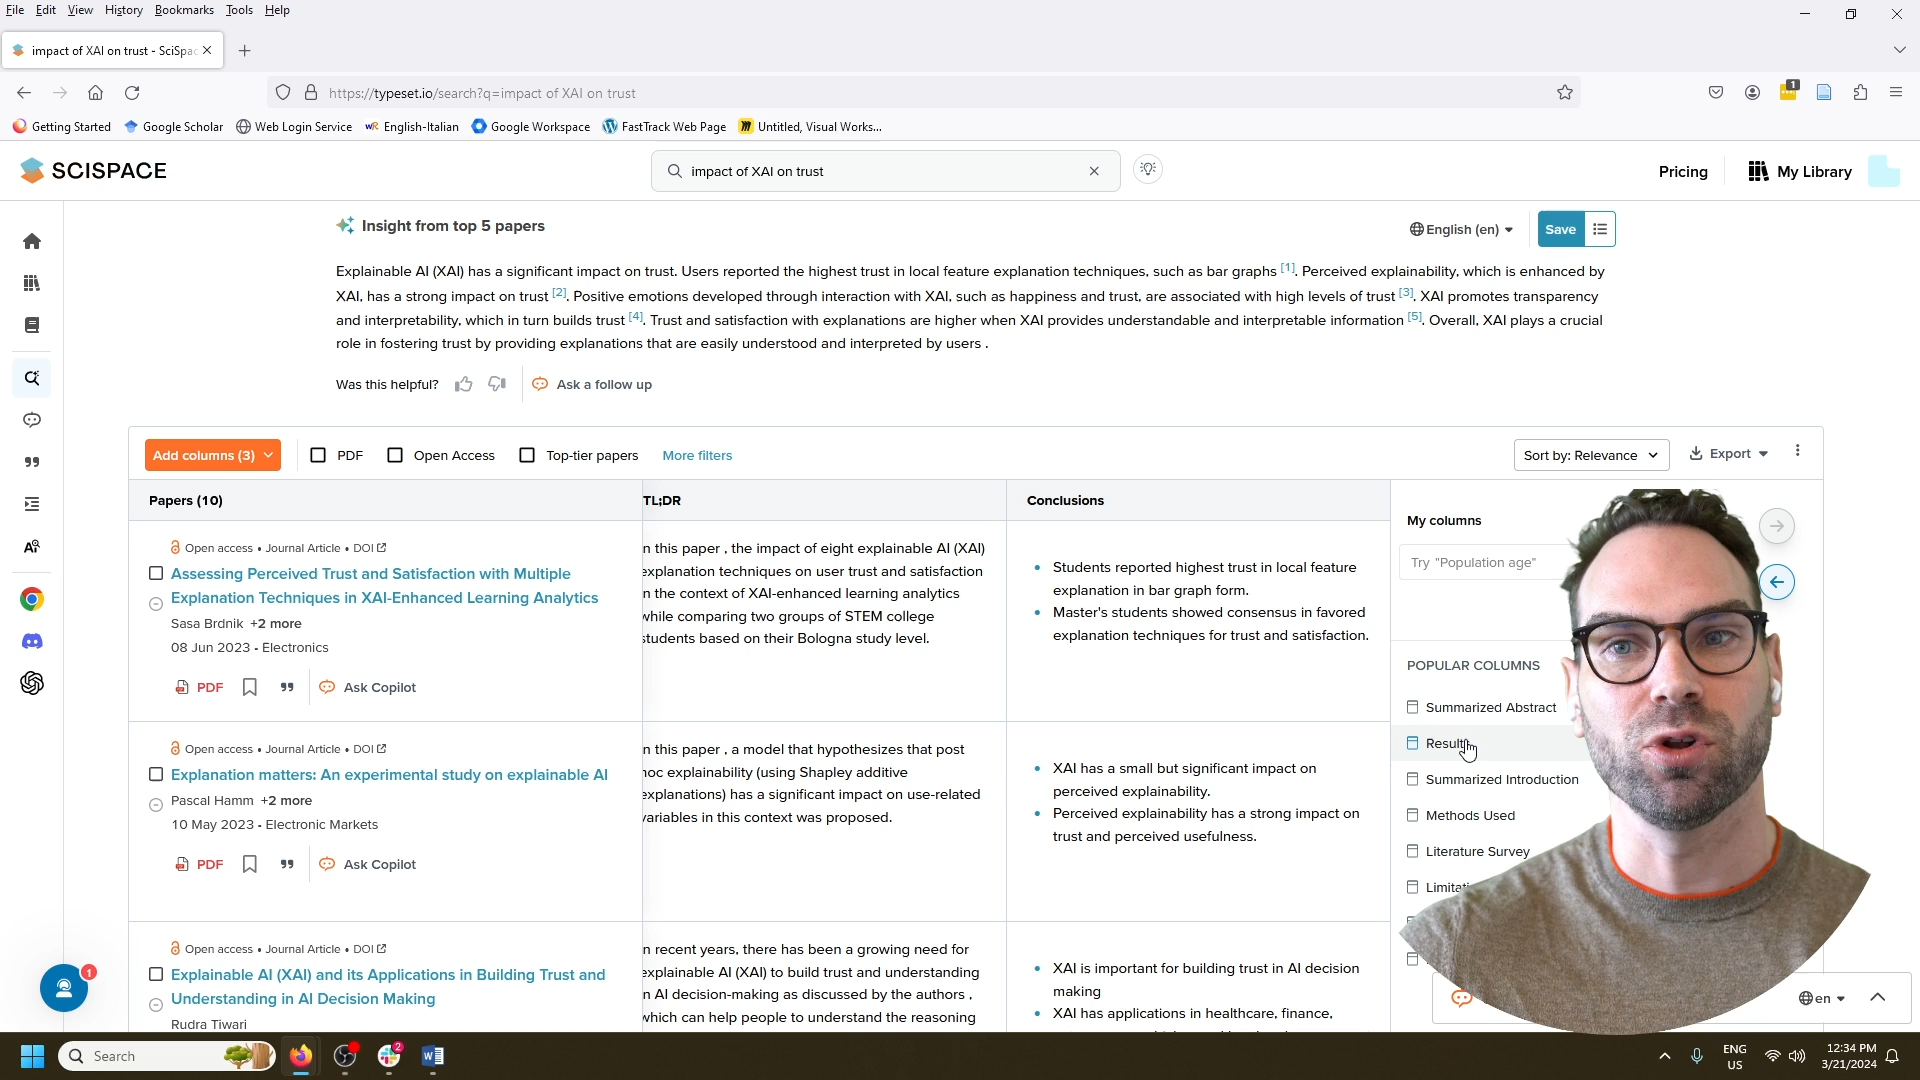 File Edit View History Bookmarks Tools Help
impact of XAI on trust - SciSpac
https://typeset.io/search?q=impact of XAI on trust
1
Getting Started Google Scholar Web Login Service English-Italian Google Workspace FastTrack Web Page Untitled, Visual Works...
SCISPACE
impact of XAI on trust
Pricing My Library
Insight from top 5 papers
English (en) Save
Explainable AI (XAI) has a significant impact on trust. Users reported the highest trust in local feature explanation techniques, such as bar graphs [1]. Perceived explainability, which is enhanced by
XAI, has a strong impact on trust [2]. Positive emotions developed through interaction with XAI, such as happiness and trust, are associated with high levels of trust [3]. XAI promotes transparency
and interpretability, which in turn builds trust [4]. Trust and satisfaction with explanations are higher when XAI provides understandable and interpretable information [5]. Overall, XAI plays a crucial
role in fostering trust by providing explanations that are easily understood and interpreted by users .
Was this helpful? Ask a follow up
Add columns (3) PDF Open Access Top-tier papers More filters Sort by: Relevance Export
Papers (10) TL;DR Conclusions
Open access • Journal Article • DOI
Assessing Perceived Trust and Satisfaction with Multiple
Explanation Techniques in XAI-Enhanced Learning Analytics
Sasa Brdnik +2 more
08 Jun 2023 - Electronics
PDF Ask Copilot
n this paper , the impact of eight explainable AI (XAI)
explanation techniques on user trust and satisfaction
n the context of XAI-enhanced learning analytics
while comparing two groups of STEM college
students based on their Bologna study level.
• Students reported highest trust in local feature
explanation in bar graph form.
• Master's students showed consensus in favored
explanation techniques for trust and satisfaction.
Open access • Journal Article • DOI
Explanation matters: An experimental study on explainable AI
Pascal Hamm +2 more
10 May 2023 - Electronic Markets
PDF Ask Copilot
n this paper , a model that hypothesizes that post
hoc explainability (using Shapley additive
explanations) has a significant impact on use-related
variables in this context was proposed.
• XAI has a small but significant impact on
perceived explainability.
• Perceived explainability has a strong impact on
trust and perceived usefulness.
Open access • Journal Article • DOI
Explainable AI (XAI) and its Applications in Building Trust and
Understanding in AI Decision Making
Rudra Tiwari
n recent years, there has been a growing need for
explainable AI (XAI) to build trust and understanding
n AI decision-making as discussed by the authors ,
which can help people to understand the reasoning
• XAI is important for building trust in AI decision
making
• XAI has applications in healthcare, finance,
My columns
Try "Population age"
POPULAR COLUMNS
Summarized Abstract
Results
Summarized Introduction
Methods Used
Literature Survey
Limitati
en
1
Search
2
ENG
US
12:34 PM
3/21/2024